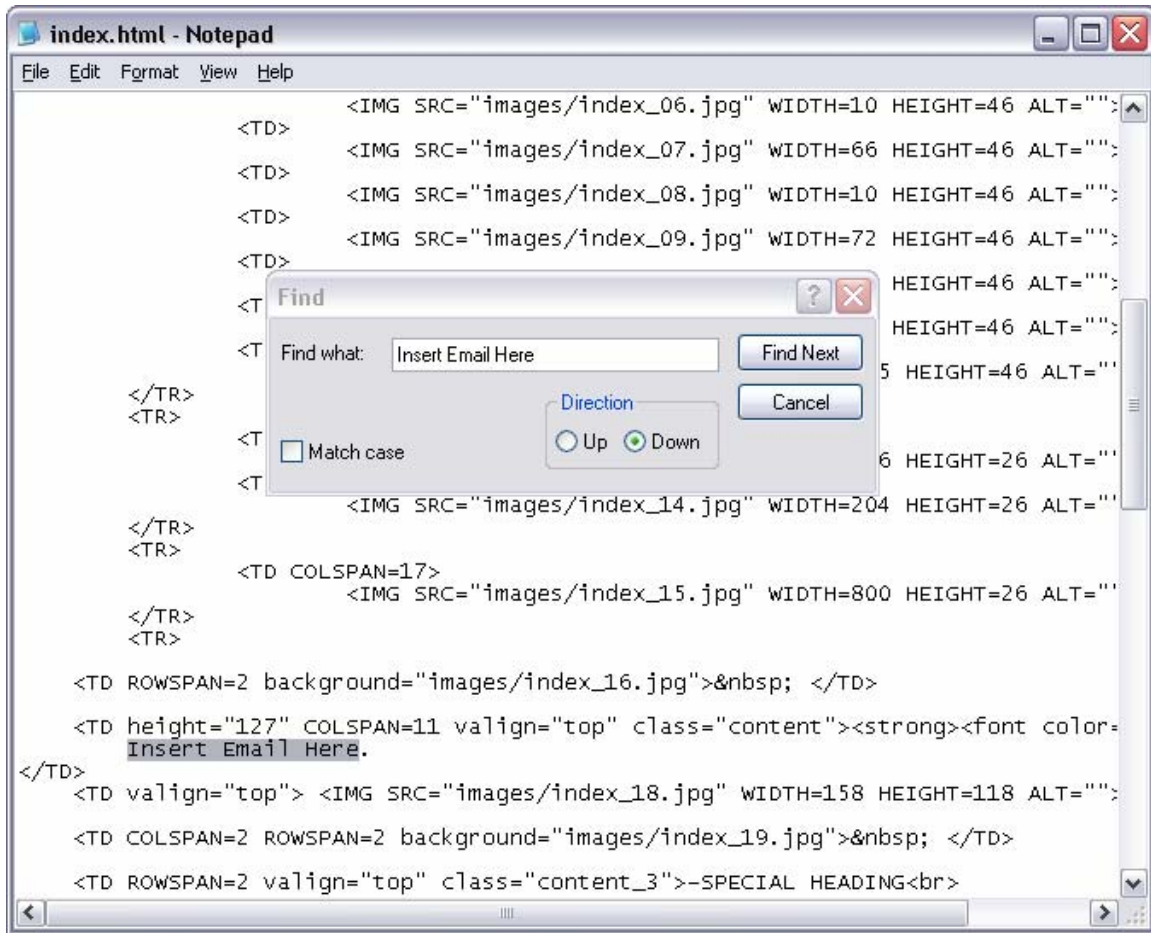 index.html - Notepad
File Edit Format View Help
<IMG SRC="images/index_06.jpg" WIDTH=10 HEIGHT=46 ALT="">
<TD>
<IMG SRC="images/index_07.jpg" WIDTH=66 HEIGHT=46 ALT="">
<TD>
<IMG SRC="images/index_08.jpg" WIDTH=10 HEIGHT=46 ALT="">
<TD>
<IMG SRC="images/index_09.jpg" WIDTH=72 HEIGHT=46 ALT="">
<TD>
HEIGHT=46 ALT="">
<T
HEIGHT=46 ALT="">
<T
5 HEIGHT=46 ALT="'
</TR>
<TR>
<T
6 HEIGHT=26 ALT="'
<T
Find
Find what: Insert Email Here Find Next
Direction Cancel
Match case Up Down
<IMG SRC="images/index_14.jpg" WIDTH=204 HEIGHT=26 ALT="'
</TR>
<TR>
<TD COLSPAN=17>
<IMG SRC="images/index_15.jpg" WIDTH=800 HEIGHT=26 ALT="'
</TR>
<TR>
<TD ROWSPAN=2 background="images/index_16.jpg">&nbsp; </TD>
<TD height="127" COLSPAN=11 valign="top" class="content"><strong><font color=
Insert Email Here.
</TD>
<TD valign="top"> <IMG SRC="images/index_18.jpg" WIDTH=158 HEIGHT=118 ALT="">
<TD COLSPAN=2 ROWSPAN=2 background="images/index_19.jpg">&nbsp; </TD>
<TD ROWSPAN=2 valign="top" class="content_3">-SPECIAL HEADING<br>